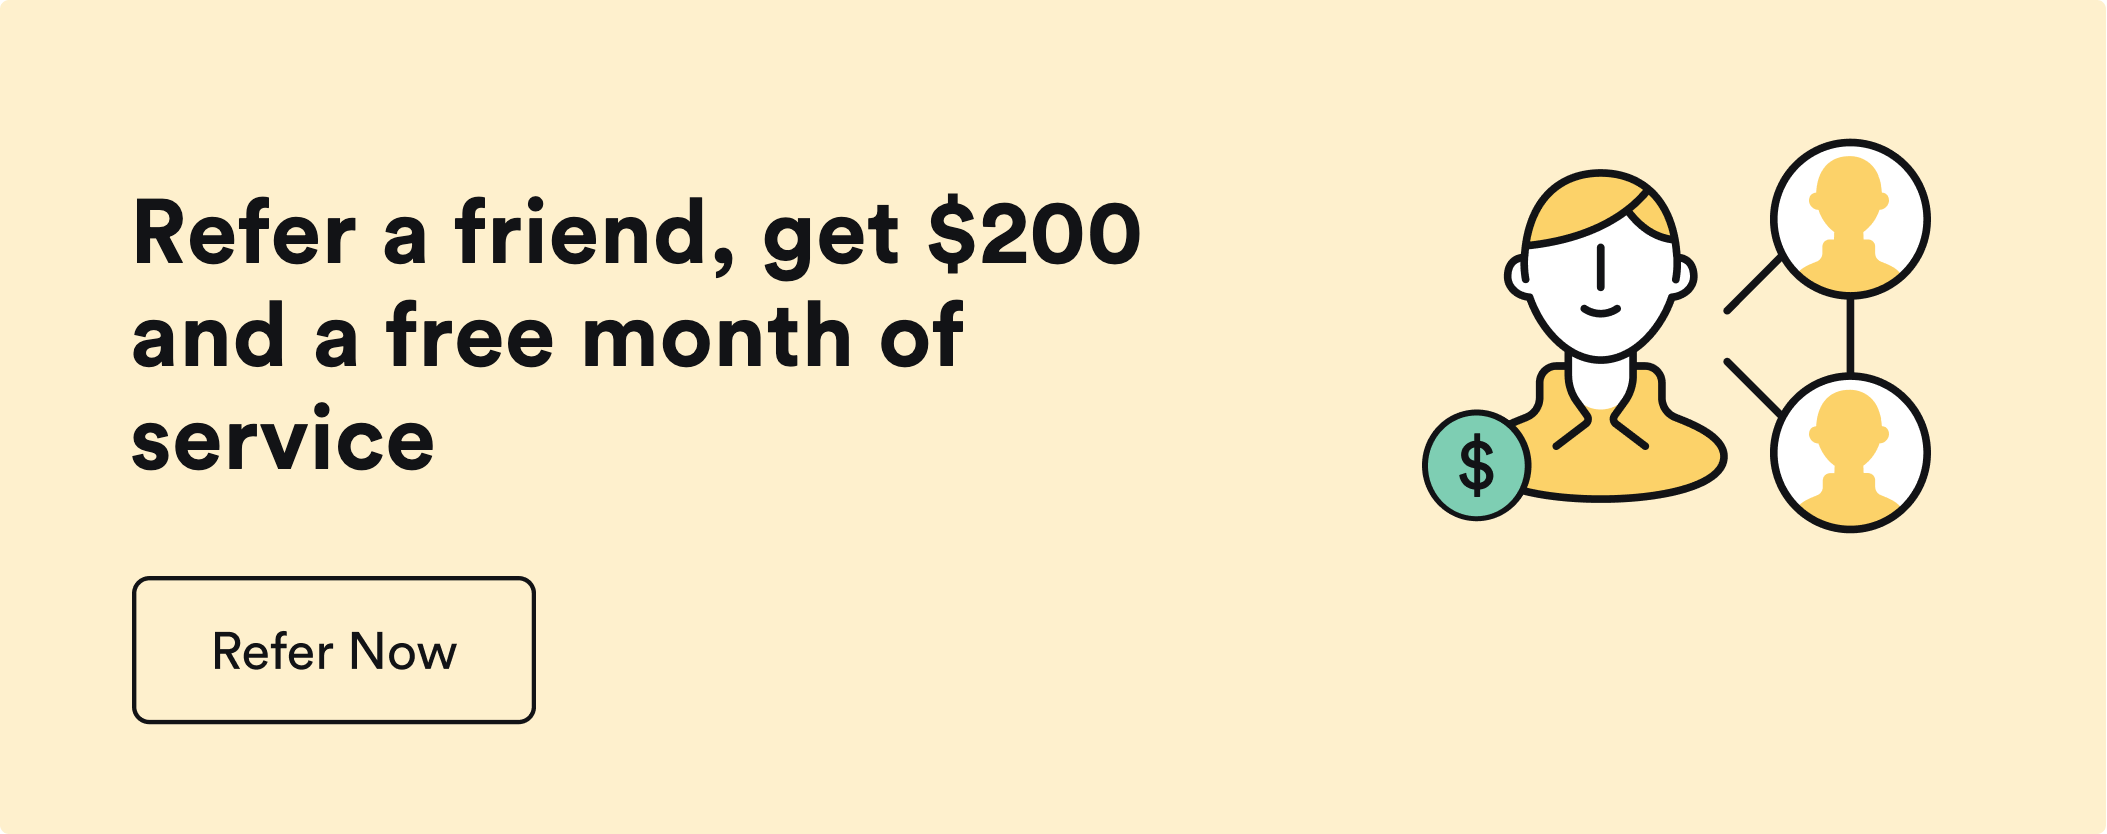 Refer a friend, get $200
and a free month of
service
Refer Now
$